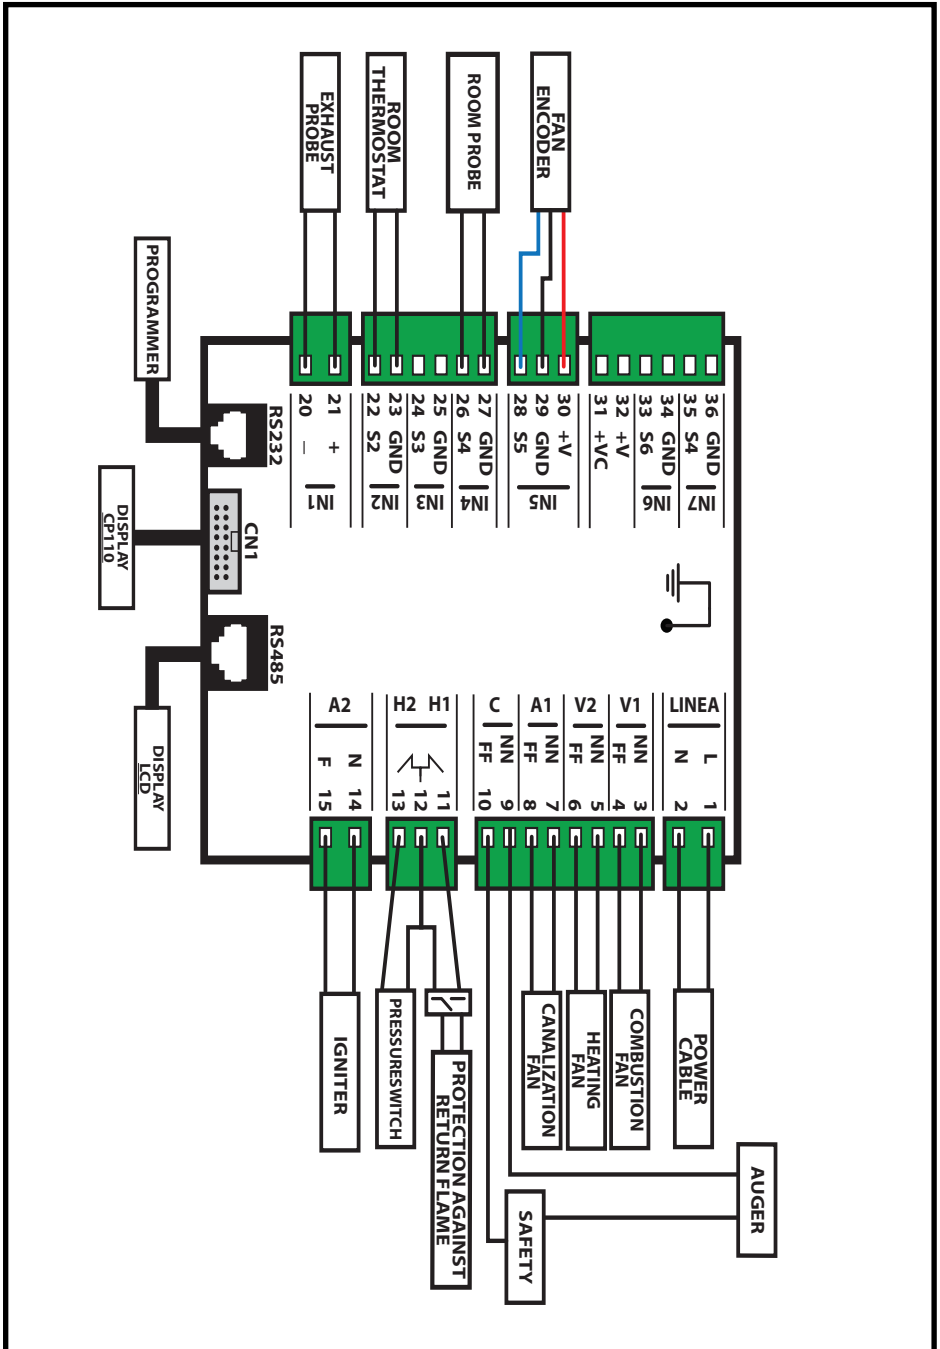 EXHAUST
PROBE
ROOM
THERMOSTAT
ROOM PROBE
FAN
ENCODER
PROGRAMMER
RS232
DISPLAY
CP110
CN1
DISPLAY
LCD
RS485
20 —
21 +
IN1
22 S2
23 GND
IN2
24 S3
25 GND
IN3
26 S4
27 GND
IN4
28 S5
29 GND
30 +V
IN5
31 +VC
32 +V
33 S6
34 GND
IN6
35 S4
36 GND
IN7
A2
F 15
N 14
H2 H1
13
12
11
C
FF 10
NN 9
A1
FF 8
NN 7
V2
FF 6
NN 5
V1
FF 4
NN 3
LINEA
N 2
L 1
IGNITER
PRESSURESWITCH
PROTECTION AGAINST
RETURN FLAME
CANALIZATION
FAN
HEATING
FAN
COMBUSTION
FAN
POWER
CABLE
SAFETY
AUGER